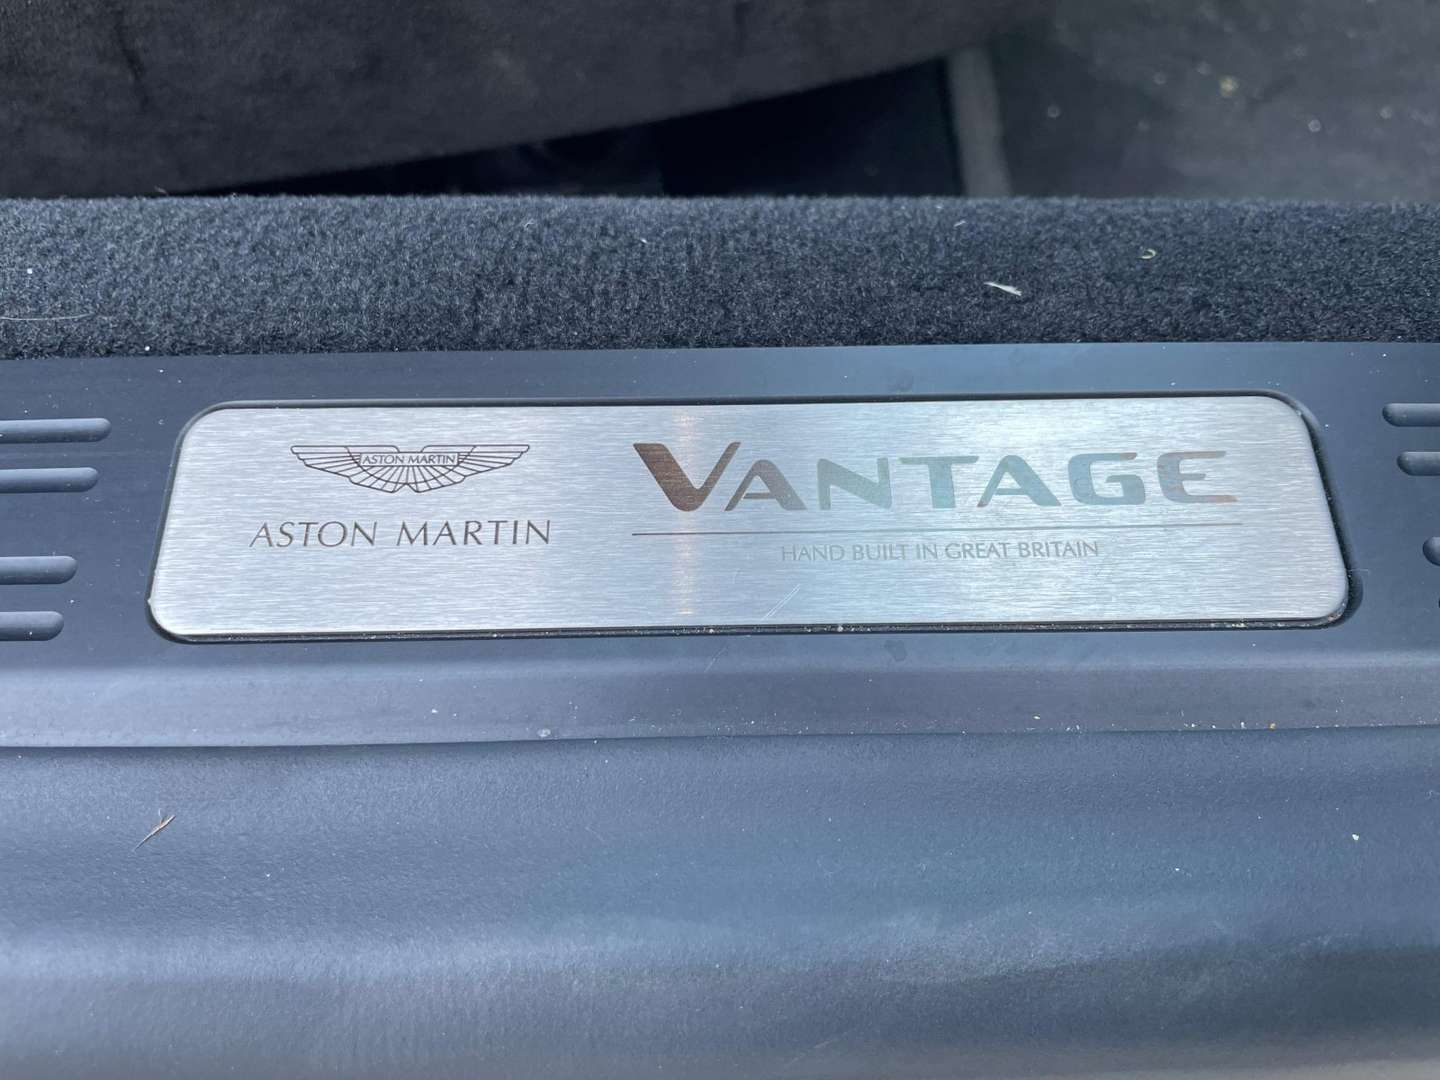 ASTON MARTIN
ASTON MARTIN
VANTAGE
HAND BUILT IN GREAT BRITAIN